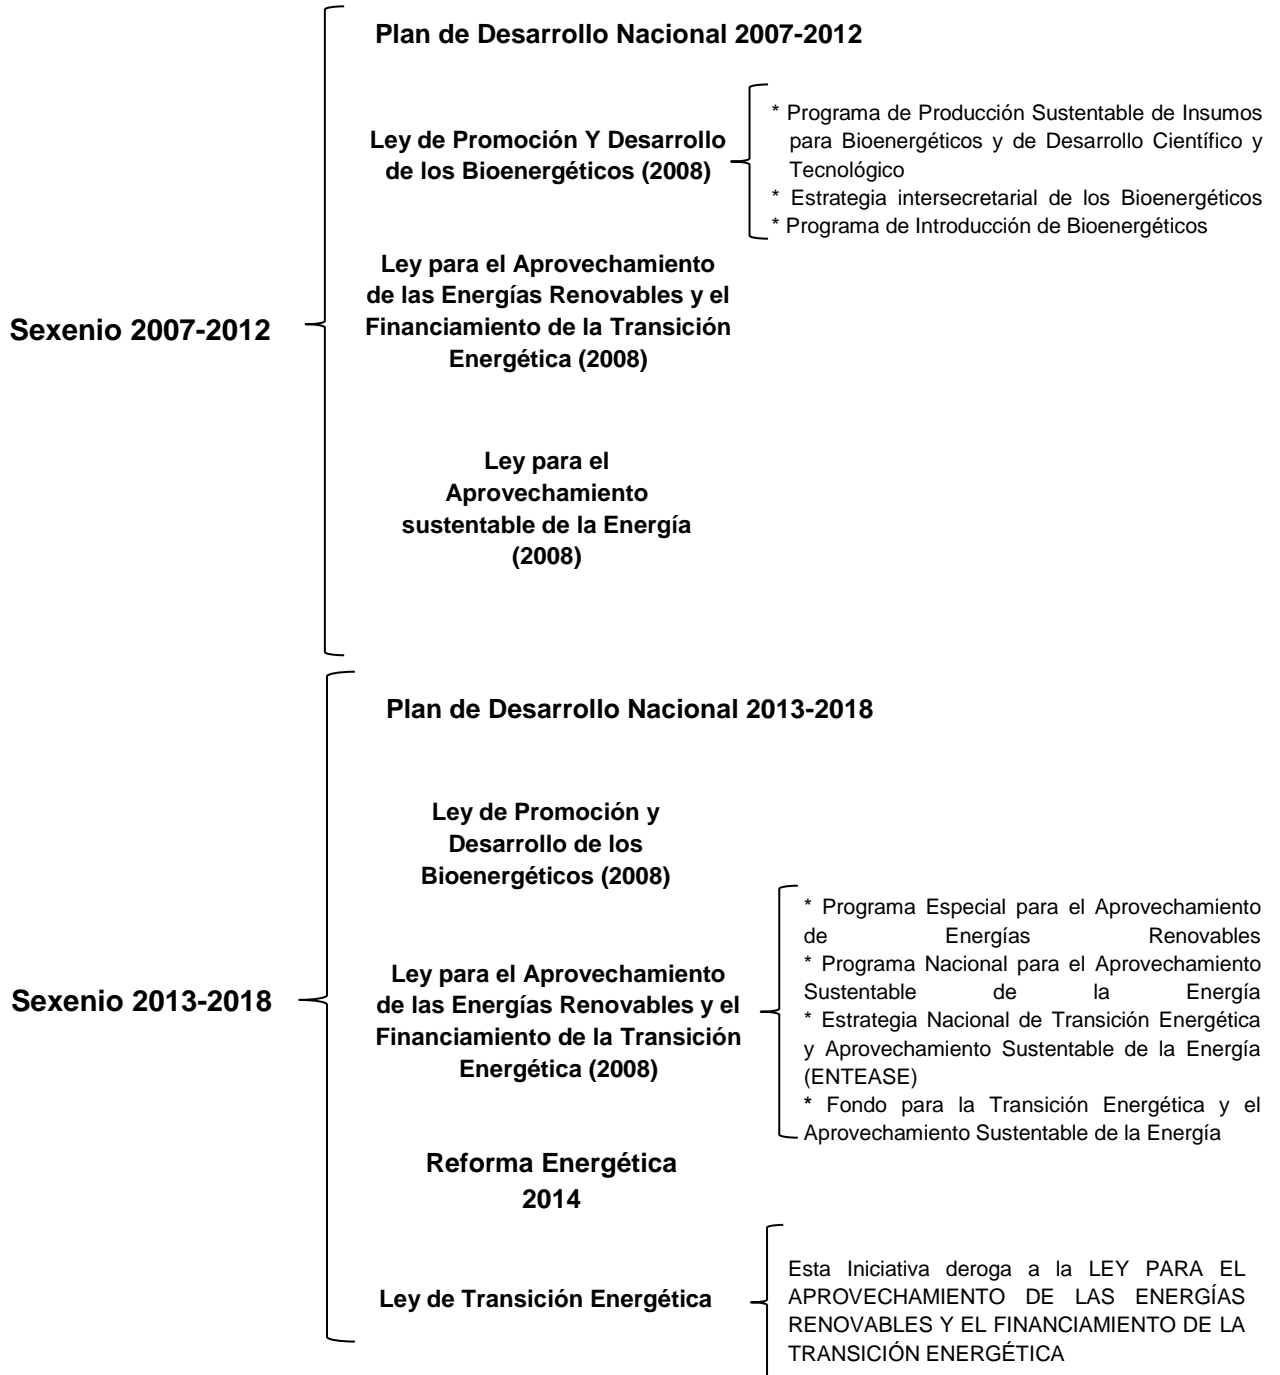 Plan de Desarrollo Nacional 2007-2012
Ley de Promoción Y Desarrollo
de los Bioenergéticos (2008)
* Programa de Producción Sustentable de Insumos
para Bioenergéticos y de Desarrollo Científico y
Tecnológico
* Estrategia intersecretarial de los Bioenergéticos
* Programa de Introducción de Bioenergéticos
Sexenio 2007-2012
Ley para el Aprovechamiento
de las Energías Renovables y el
Financiamiento de la Transición
Energética (2008)
Ley para el
Aprovechamiento
sustentable de la Energía
(2008)
Plan de Desarrollo Nacional 2013-2018
Ley de Promoción y
Desarrollo de los
Bioenergéticos (2008)
Sexenio 2013-2018
Ley para el Aprovechamiento
de las Energías Renovables y el
Financiamiento de la Transición
Energética (2008)
* Programa Especial para el Aprovechamiento
de Energías Renovables
* Programa Nacional para el Aprovechamiento
Sustentable de la Energía
* Estrategia Nacional de Transición Energética
y Aprovechamiento Sustentable de la Energía
(ENTEASE)
* Fondo para la Transición Energética y el
Aprovechamiento Sustentable de la Energía
Reforma Energética
2014
Ley de Transición Energética
Esta Iniciativa deroga a la LEY PARA EL
APROVECHAMIENTO DE LAS ENERGÍAS
RENOVABLES Y EL FINANCIAMIENTO DE LA
TRANSICIÓN ENERGÉTICA